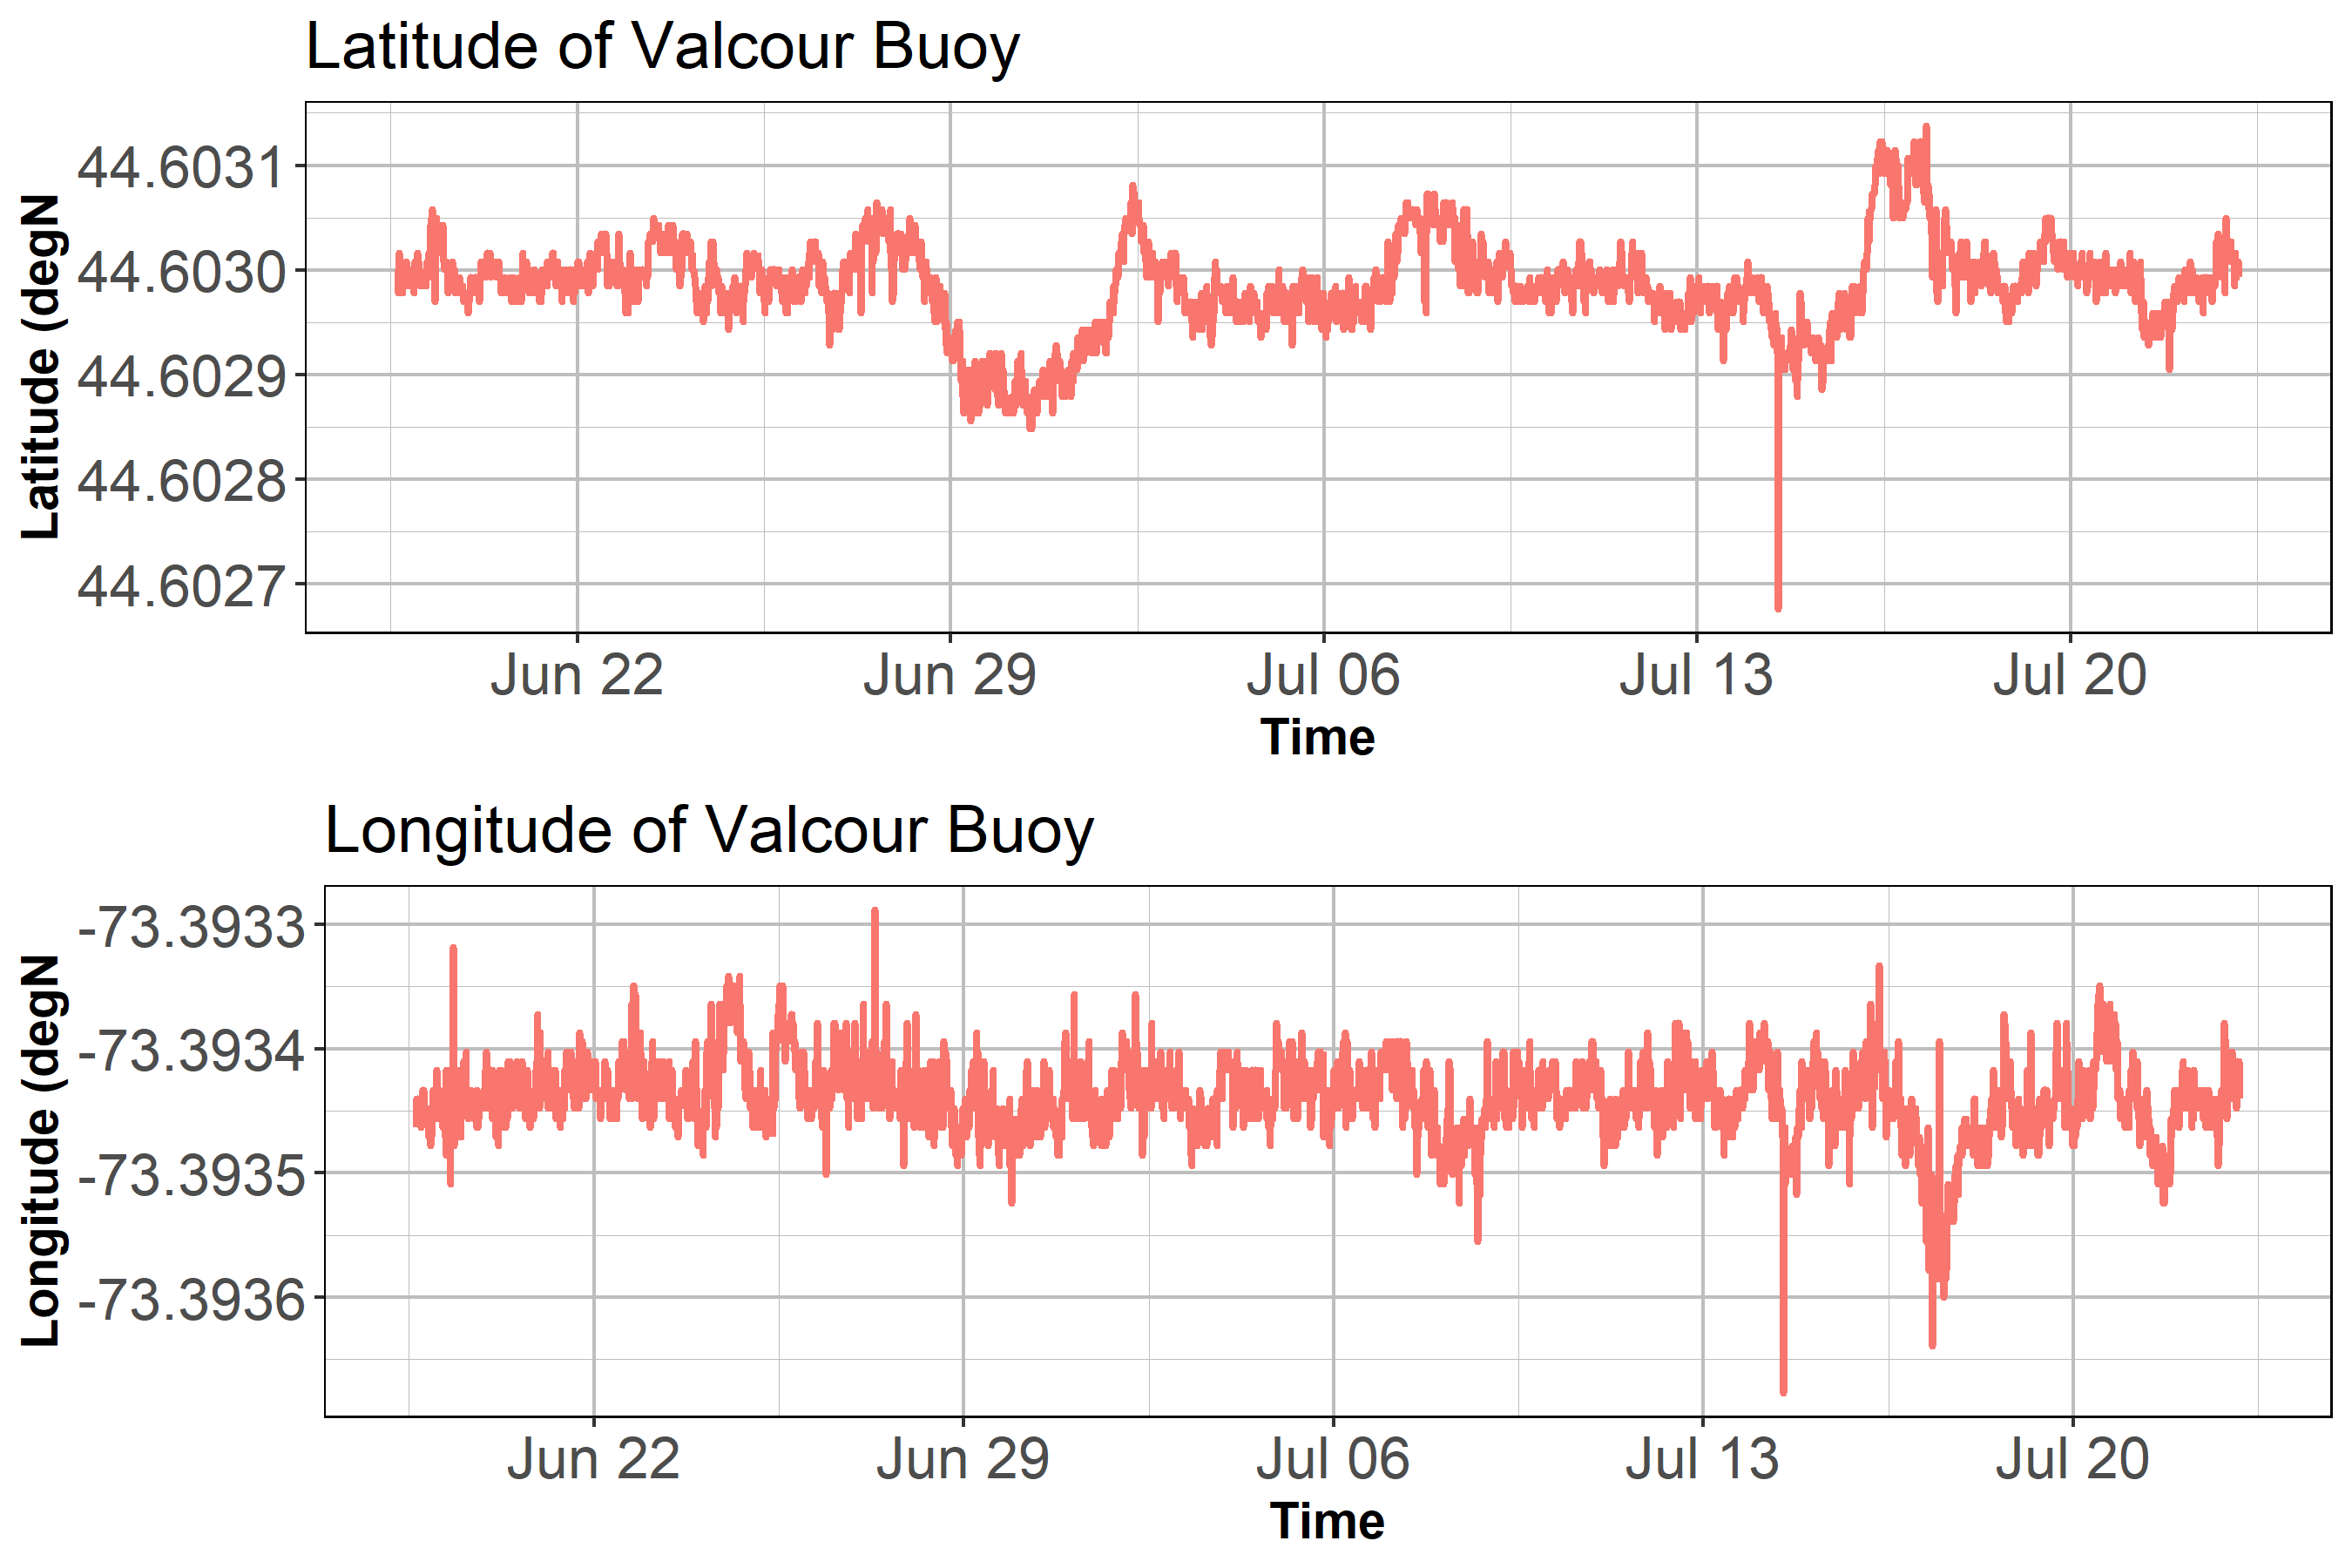 Latitude of Valcour Buoy
Latitude (degN
44.6031
44.6030
44.6029
44.6028
44.6027
Jun 22 Jun 29 Jul 06 Jul 13 Jul 20
Time
Longitude of Valcour Buoy
Longitude (degN
-73.3933
-73.3934
-73.3935
-73.3936
Jun 22 Jun 29 Jul 06 Jul 13 Jul 20
Time